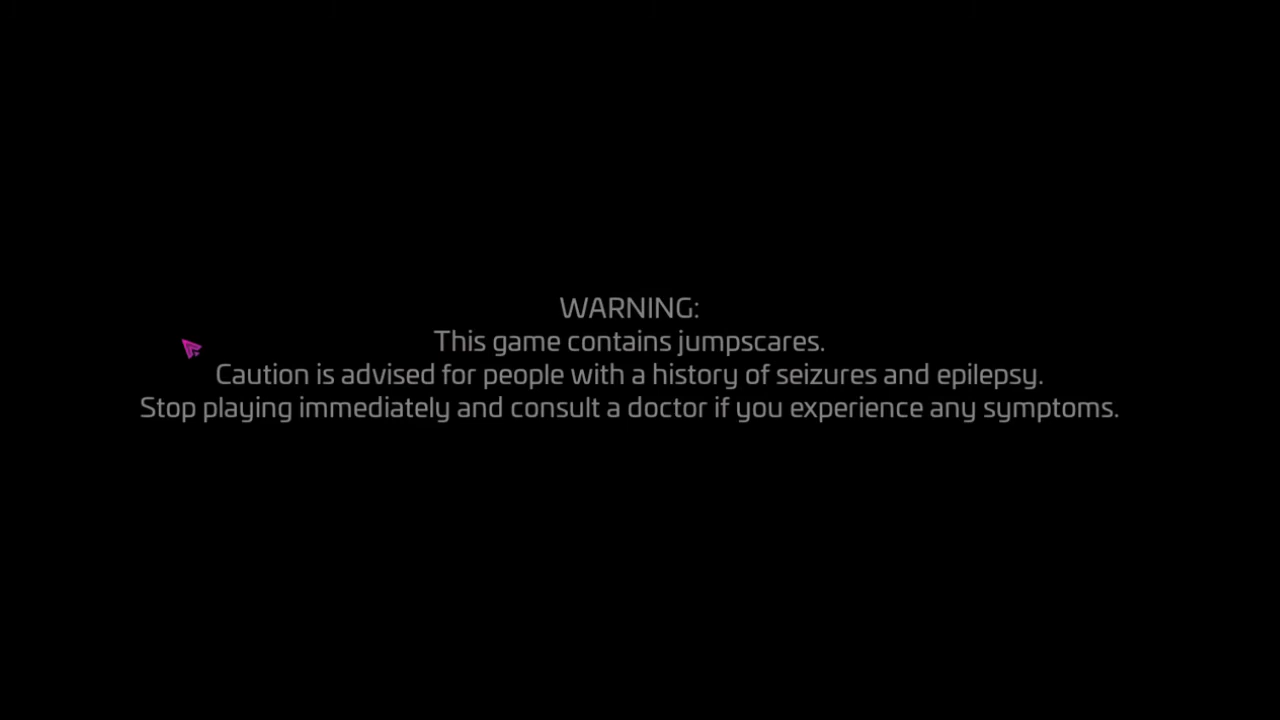 WARNING:
This game contains jumpscares.
Caution is advised for people with a history of seizures and epilepsy.
Stop playing immediately and consult a doctor if you experience any symptoms.